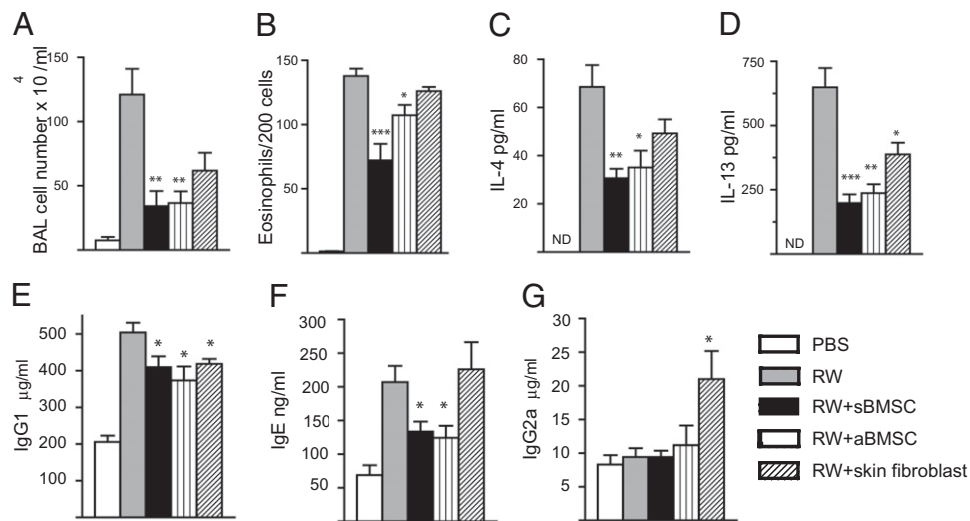 A
BAL cell number x 10 /ml
4
150
100
50
**
**
B
Eosinophils/200 cells
150
100
50
***
*
C
IL-4 pg/ml
80
60
40
20
ND
**
*
D
IL-13 pg/ml
750
500
250
ND
***
**
*
E
IgG1 µg/ml
500
400
300
200
100
*
*
*
F
IgE ng/ml
300
250
200
150
100
50
*
*
G
IgG2a µg/ml
30
25
20
15
10
5
*
PBS
RW
RW+sBMSC
RW+aBMSC
RW+skin fibroblast